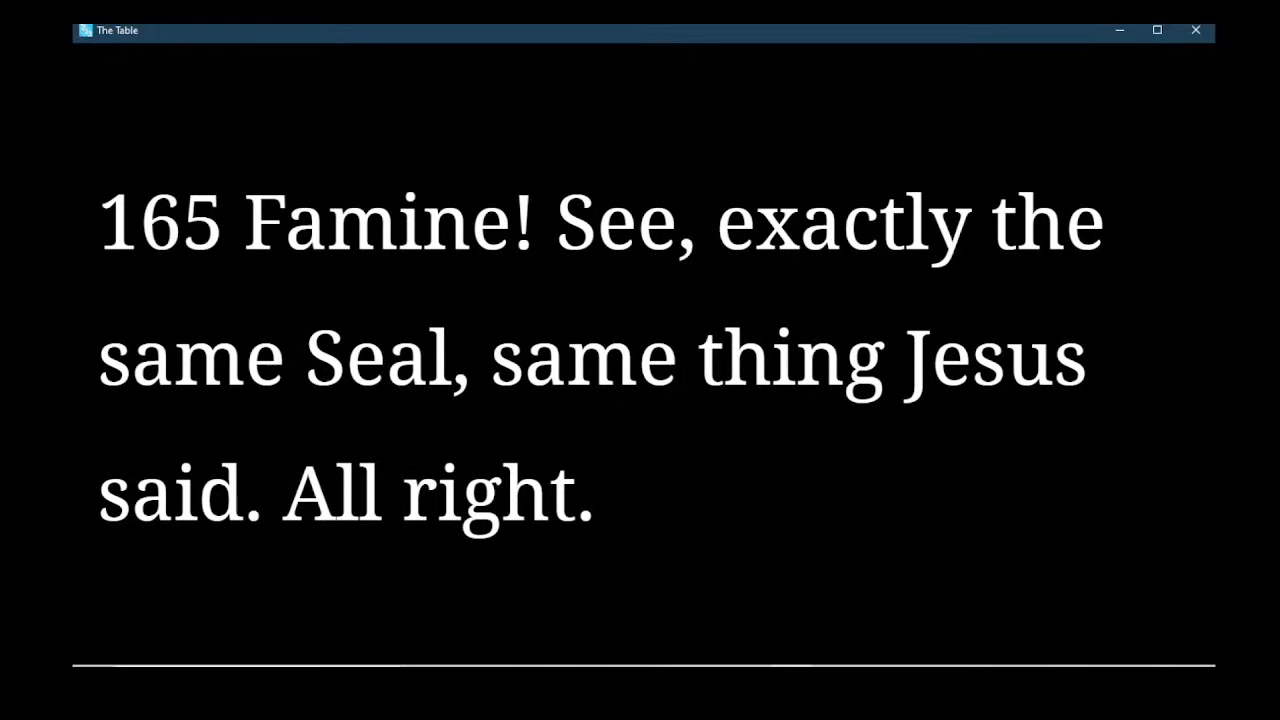 The Table
165 Famine! See, exactly the
same Seal, same thing Jesus
said. All right.